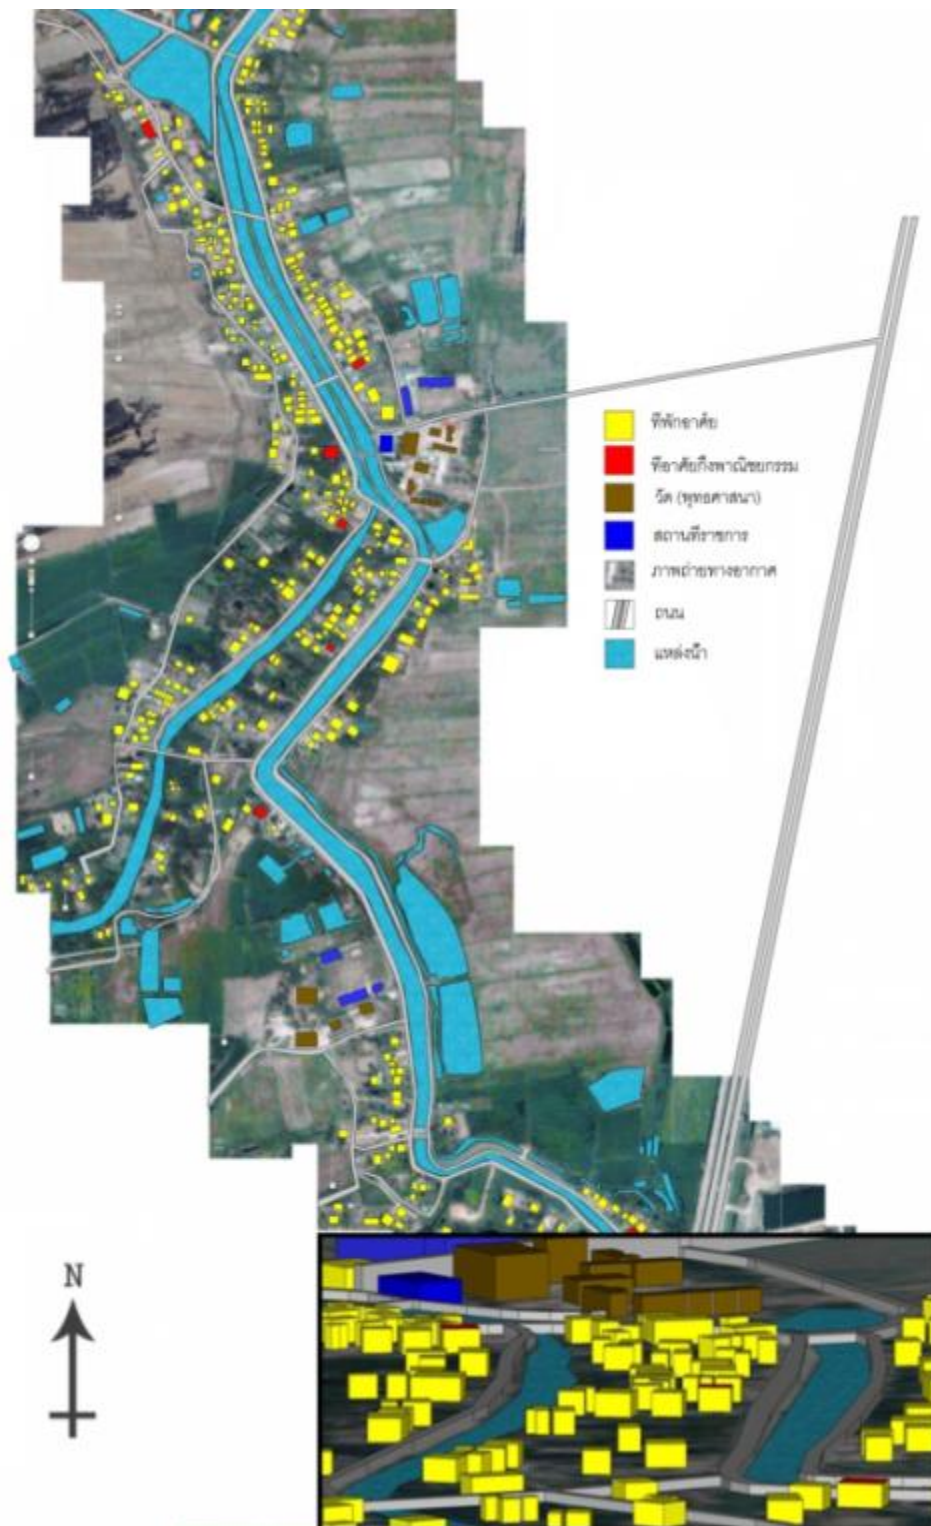 ที่พักอาศัย
ที่อาศัยกึ่งพาณิชยกรรม
วัด (พุทธศาสนา)
สถานที่ราชการ
ภาพถ่ายทางอากาศ
ถนน
แหล่งน้ำ
N